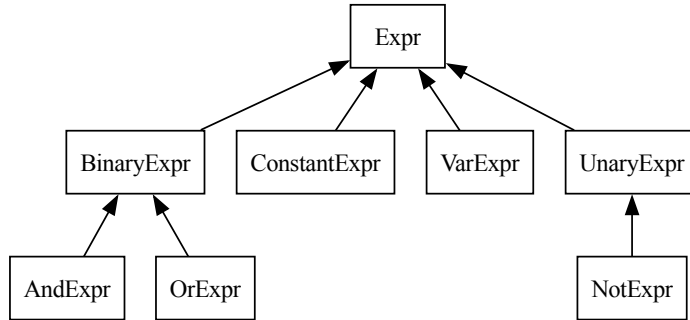 Expr
BinaryExpr
ConstantExpr
VarExpr
UnaryExpr
AndExpr
OrExpr
NotExpr